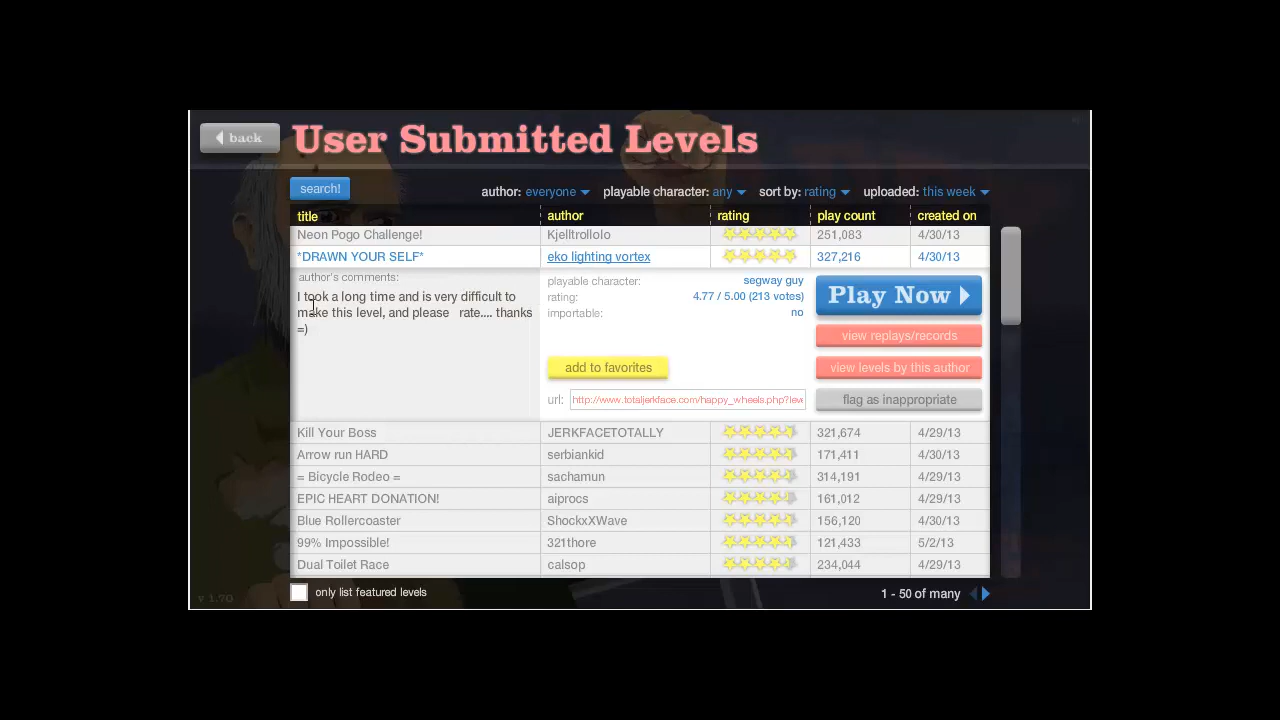 back
User Submitted Levels
search!
author: everyone playable character: any sort by: rating uploaded: this week
title author rating play count created on
Neon Pogo Challenge! Kjelltrollolo 251,083 4/30/13
*DRAWN YOUR SELF* eko lighting vortex 327,216 4/30/13
author's comments:
I took a long time and is very difficult to
make this level, and please rate.... thanks
=)
playable character: segway guy
rating: 4.77 / 5.00 (213 votes)
importable: no
add to favorites
url: http://www.totaljerkface.com/happy_wheels.php?lev
Play Now
view replays/records
view levels by this author
flag as inappropriate
Kill Your Boss JERKFACETOTALLY 321,674 4/29/13
Arrow run HARD serbiankid 171,411 4/30/13
= Bicycle Rodeo = sachamun 314,191 4/29/13
EPIC HEART DONATION! aiprocs 161,012 4/29/13
Blue Rollercoaster ShockxXWave 156,120 4/30/13
99% Impossible! 321thore 121,433 5/2/13
Dual Toilet Race calsop 234,044 4/29/13
only list featured levels
1 - 50 of many
v 1.70